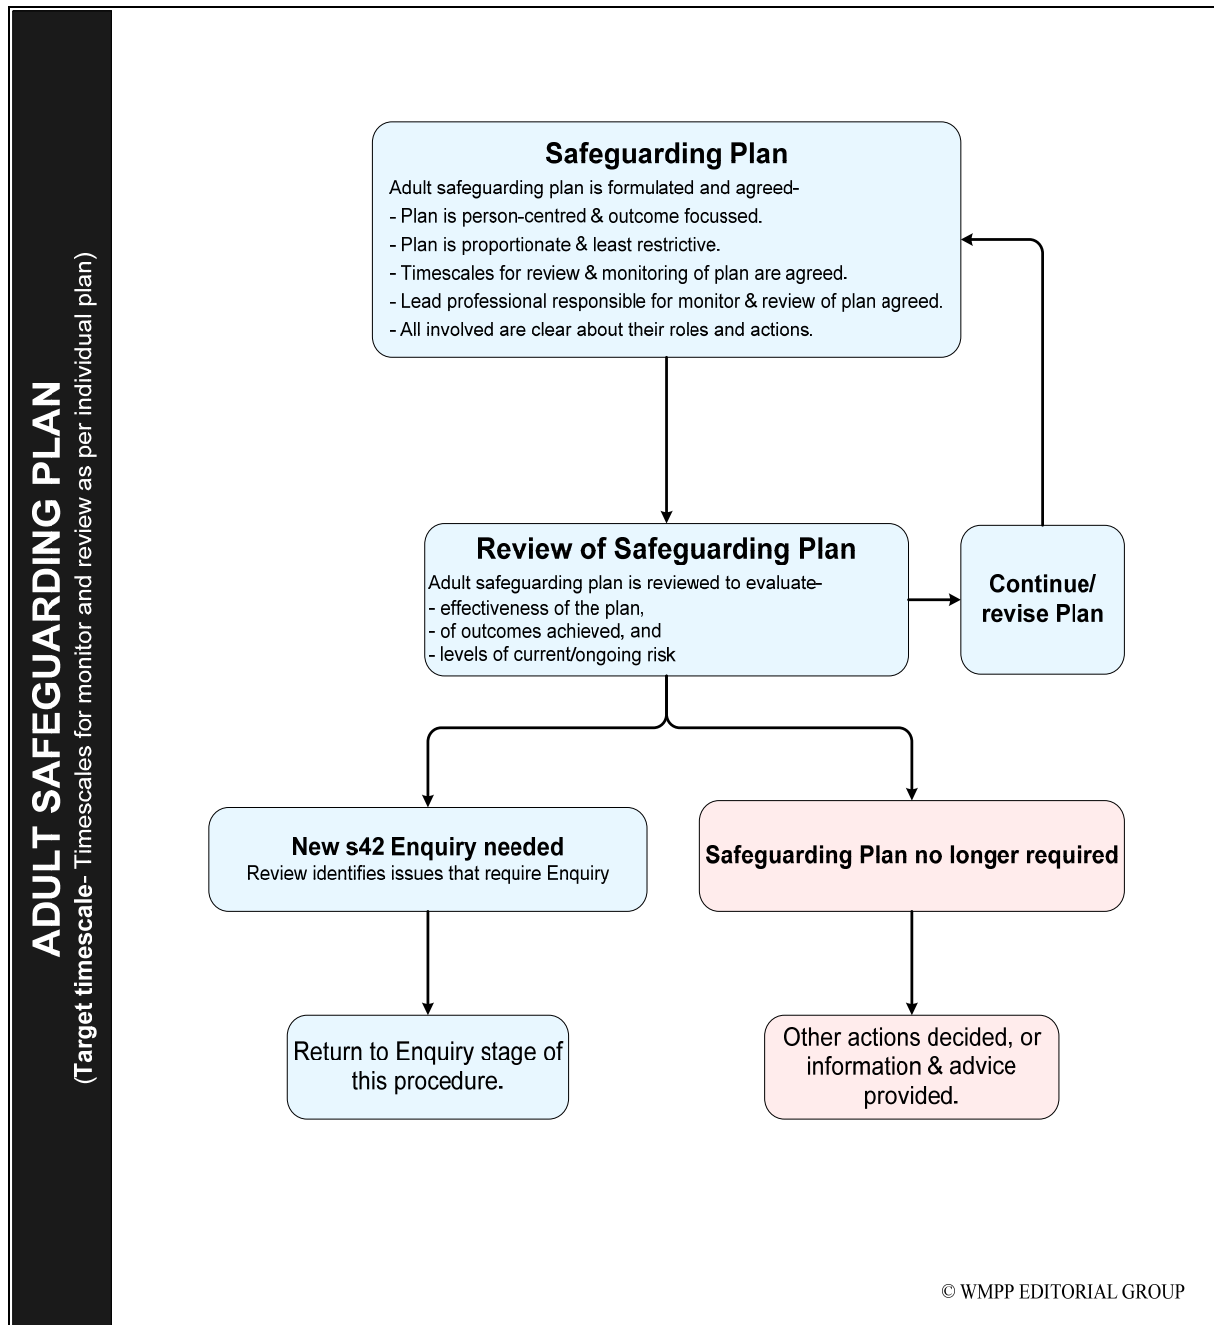 ADULT SAFEGUARDING PLAN
(Target timescale- Timescales for monitor and review as per individual plan)
Safeguarding Plan
Adult safeguarding plan is formulated and agreed-
- Plan is person-centred & outcome focussed.
- Plan is proportionate & least restrictive.
- Timescales for review & monitoring of plan are agreed.
- Lead professional responsible for monitor & review of plan agreed.
- All involved are clear about their roles and actions.
Review of Safeguarding Plan
Adult safeguarding plan is reviewed to evaluate-
- effectiveness of the plan,
- of outcomes achieved, and
- levels of current/ongoing risk
Continue/
revise Plan
New s42 Enquiry needed
Review identifies issues that require Enquiry
Safeguarding Plan no longer required
Return to Enquiry stage of
this procedure.
Other actions decided, or
information & advice
provided.
© WMPP EDITORIAL GROUP